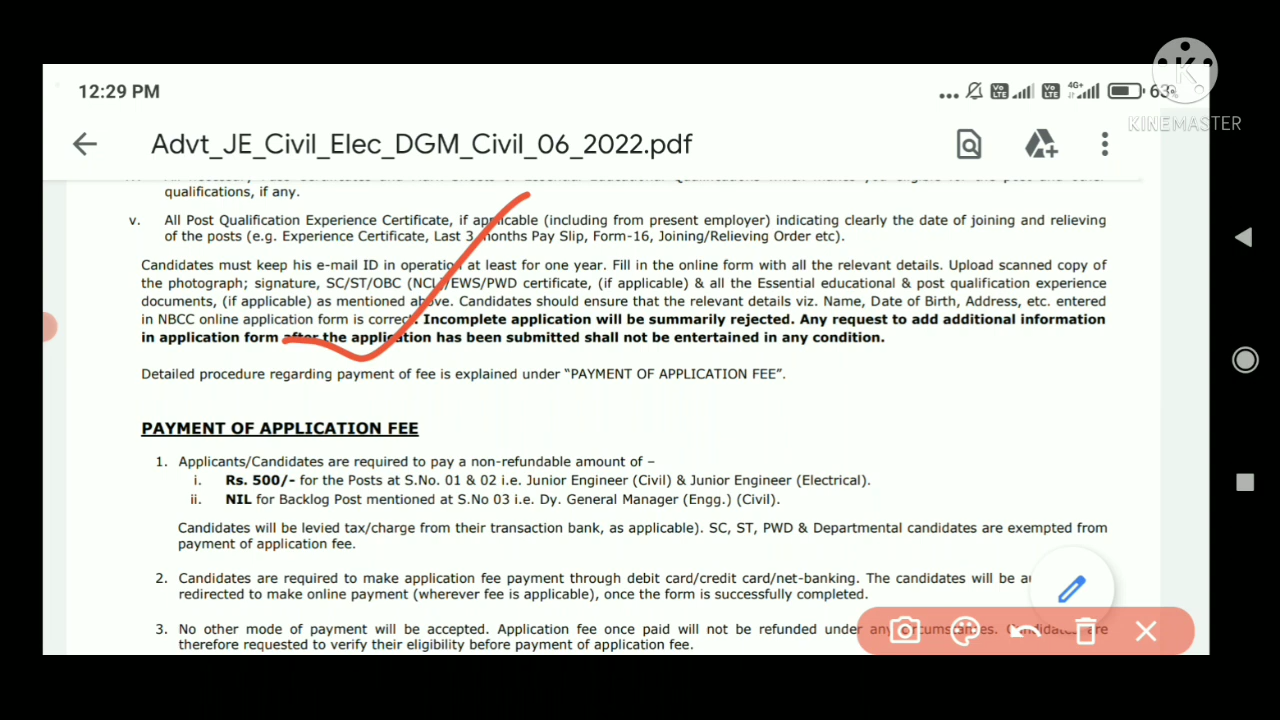 12:29 PM
4G+
63%
KINEMASTER
Advt_JE_Civil_Elec_DGM_Civil_06_2022.pdf
qualifications, if any.
v. All Post Qualification Experience Certificate, if applicable (including from present employer) indicating clearly the date of joining and relieving
of the posts (e.g. Experience Certificate, Last 3 months Pay Slip, Form-16, Joining/Relieving Order etc).
Candidates must keep his e-mail ID in operation at least for one year. Fill in the online form with all the relevant details. Upload scanned copy of
the photograph; signature, SC/ST/OBC (NCL)/EWS/PWD certificate, (if applicable) & all the Essential educational & post qualification experience
documents, (if applicable) as mentioned above. Candidates should ensure that the relevant details viz. Name, Date of Birth, Address, etc. entered
in NBCC online application form is correct. Incomplete application will be summarily rejected. Any request to add additional information
in application form after the application has been submitted shall not be entertained in any condition.
Detailed procedure regarding payment of fee is explained under “PAYMENT OF APPLICATION FEE”.
PAYMENT OF APPLICATION FEE
1. Applicants/Candidates are required to pay a non-refundable amount of –
i. Rs. 500/- for the Posts at S.No. 01 & 02 i.e. Junior Engineer (Civil) & Junior Engineer (Electrical).
ii. NIL for Backlog Post mentioned at S.No 03 i.e. Dy. General Manager (Engg.) (Civil).
Candidates will be levied tax/charge from their transaction bank, as applicable). SC, ST, PWD & Departmental candidates are exempted from
payment of application fee.
2. Candidates are required to make application fee payment through debit card/credit card/net-banking. The candidates will be
redirected to make online payment (wherever fee is applicable), once the form is successfully completed.
3. No other mode of payment will be accepted. Application fee once paid will not be refunded under any circumstances. Candidates are
therefore requested to verify their eligibility before payment of application fee.